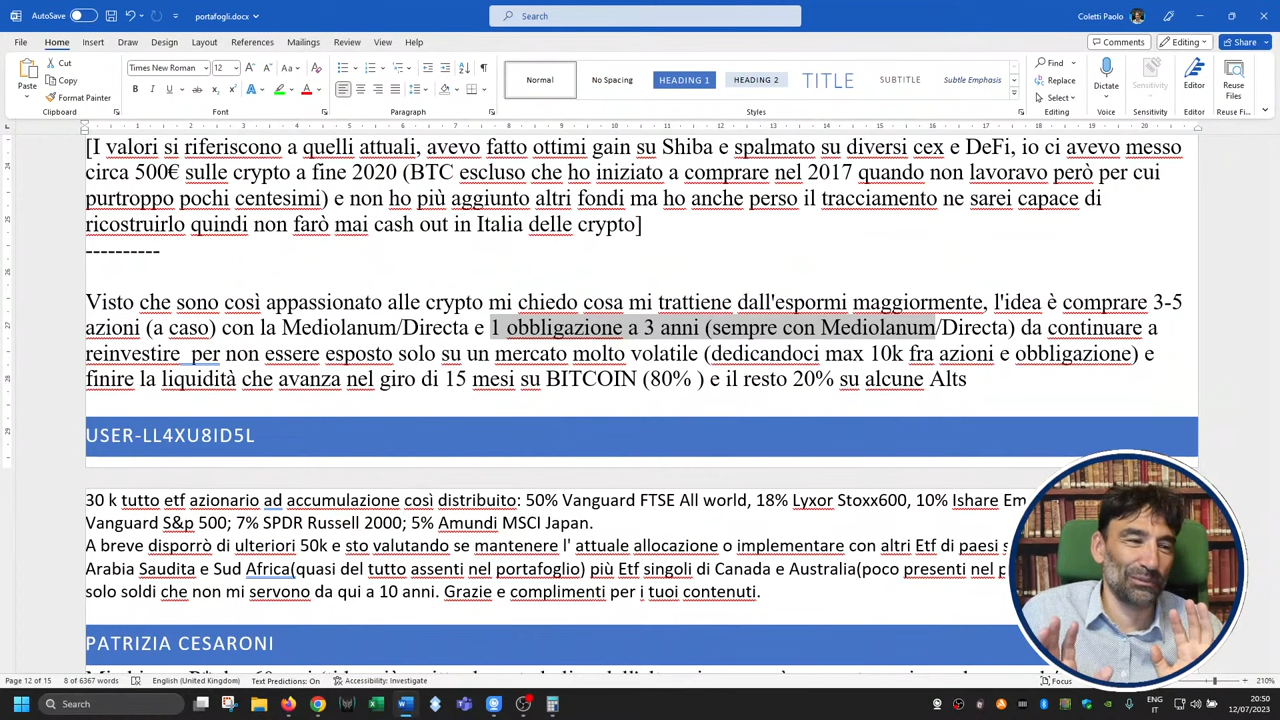 AutoSave
portafogli.docx
Search
Coletti Paolo
File Home Insert Draw Design Layout References Mailings Review View Help
Comments Editing Share
Paste
Cut
Copy
Format Painter
Clipboard
Times New Roman 12
Font
Paragraph
Normal
No Spacing
HEADING 1
HEADING 2
TITLE
SUBTITLE
Subtle Emphasis
Styles
Find
Replace
Select
Editing
Dictate
Voice
Sensitivity
Sensitivity
Editor
Editor
Reuse Files
Reuse Fi...
[I valori si riferiscono a quelli attuali, avevo fatto ottimi gain su Shiba e spalmato su diversi cex e DeFi, io ci avevo messo
circa 500€ sulle crypto a fine 2020 (BTC escluso che ho iniziato a comprare nel 2017 quando non lavoravo però per cui
purtroppo pochi centesimi) e non ho più aggiunto altri fondi ma ho anche perso il tracciamento ne sarei capace di
ricostruirlo quindi non farò mai cash out in Italia delle crypto]
----------
Visto che sono così appassionato alle crypto mi chiedo cosa mi trattiene dall'espormi maggiormente, l'idea è comprare 3-5
azioni (a caso) con la Mediolanum/Directa e 1 obbligazione a 3 anni (sempre con Mediolanum/Directa) da continuare a
reinvestire per non essere esposto solo su un mercato molto volatile (dedicandoci max 10k fra azioni e obbligazione) e
finire la liquidità che avanza nel giro di 15 mesi su BITCOIN (80% ) e il resto 20% su alcune Alts
USER-LL4XU8ID5L
30 k tutto etf azionario ad accumulazione così distribuito: 50% Vanguard FTSE All world, 18% Lyxor Stoxx600, 10% Ishare Em
Vanguard S&p 500; 7% SPDR Russell 2000; 5% Amundi MSCI Japan.
A breve disporrò di ulteriori 50k e sto valutando se mantenere l' attuale allocazione o implementare con altri Etf di paesi
Arabia Saudita e Sud Africa(quasi del tutto assenti nel portafoglio) più Etf singoli di Canada e Australia(poco presenti nel
solo soldi che non mi servono da qui a 10 anni. Grazie e complimenti per i tuoi contenuti.
PATRIZIA CESARONI
Page 12 of 15 8 of 6367 words English (United Kingdom) Text Predictions: On Accessibility: Investigate Focus 210%
Search
ENG
IT
20:50
12/07/2023